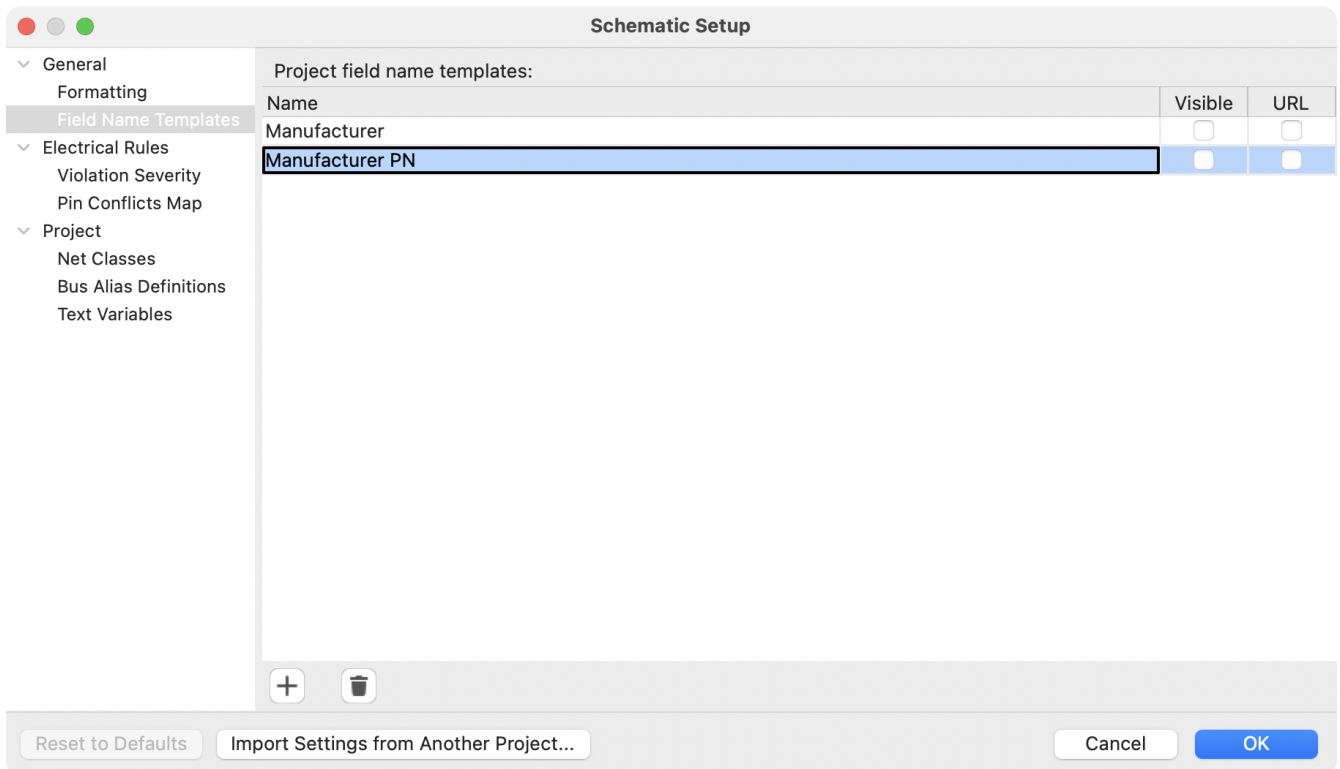 Schematic Setup
General
Formatting
Field Name Templates
Electrical Rules
Violation Severity
Pin Conflicts Map
Project
Net Classes
Bus Alias Definitions
Text Variables
Project field name templates:
Name Visible URL
Manufacturer
Manufacturer PN
Reset to Defaults Import Settings from Another Project... Cancel OK